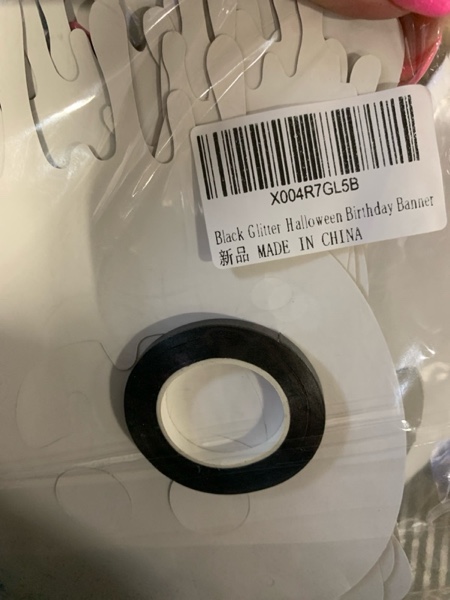 X004R7GL5B
Black Glitter Halloween Birthday Banner
新品 MADE IN CHINA